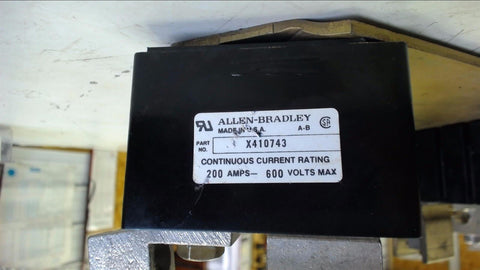 ALLEN-BRADLEY
MADE IN U.S.A. A-B
PART NO. X410743
CONTINUOUS CURRENT RATING
200 AMPS— 600 VOLTS MAX